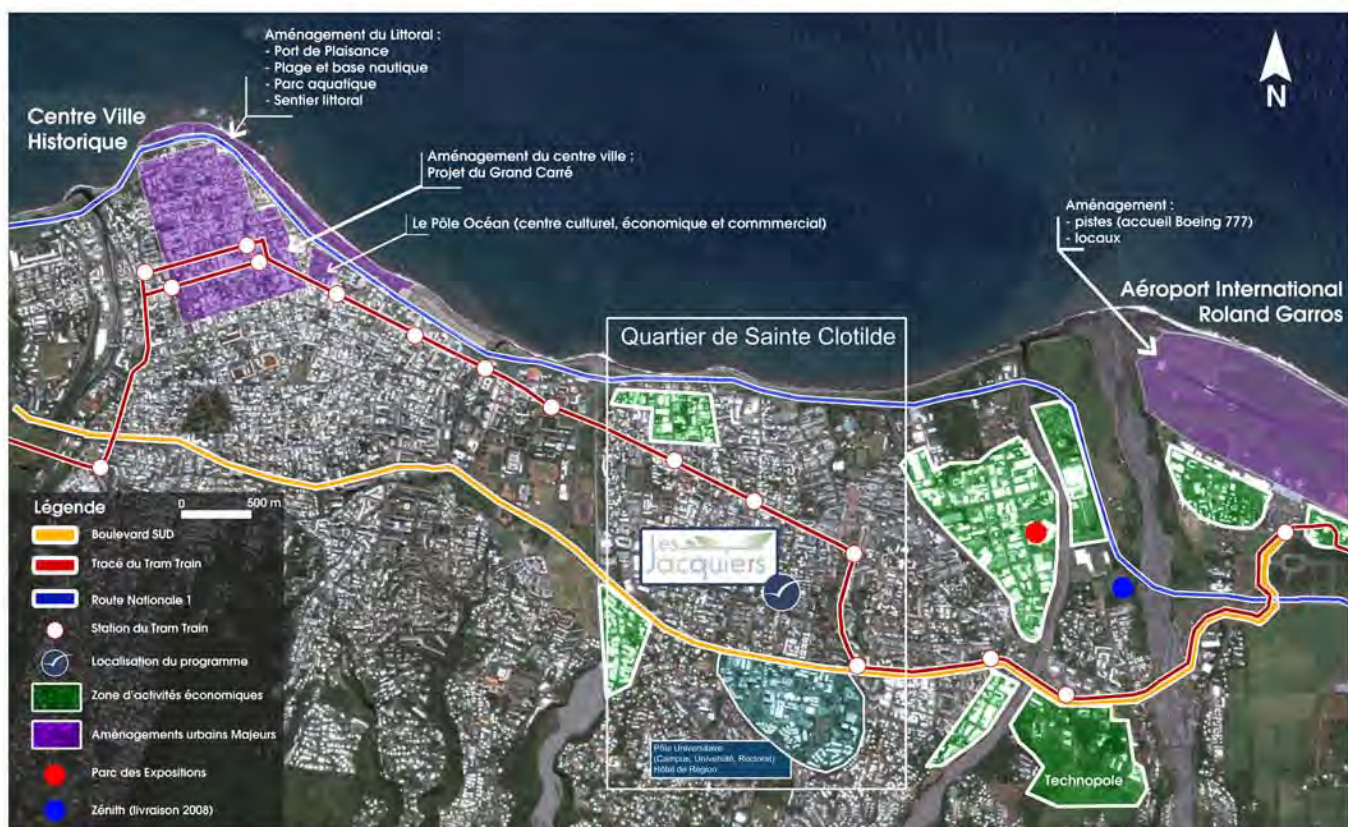 Aménagement du Littoral :
- Port de Plaisance
- Plage et base nautique
- Parc aquatique
- Sentier littoral
Centre Ville
Historique
N
Aménagement du centre ville :
Projet du Grand Carré
Le Pôle Océan (centre culturel, économique et commmercial)
Aménagement :
- pistes (accueil Boeing 777)
- locaux
Aéroport International
Roland Garros
Quartier de Sainte Clotilde
Les
Jacquiers
Légende
0 500 m
Boulevard SUD
Tracé du Tram Train
Route Nationale 1
Station du Tram Train
Localisation du programme
Zone d'activités économiques
Aménagements urbains Majeurs
Parc des Expositions
Zénith (livraison 2008)
Pôle Universitaire
(Campus, Université, Rectorat)
Hôtel de Région
Technopole